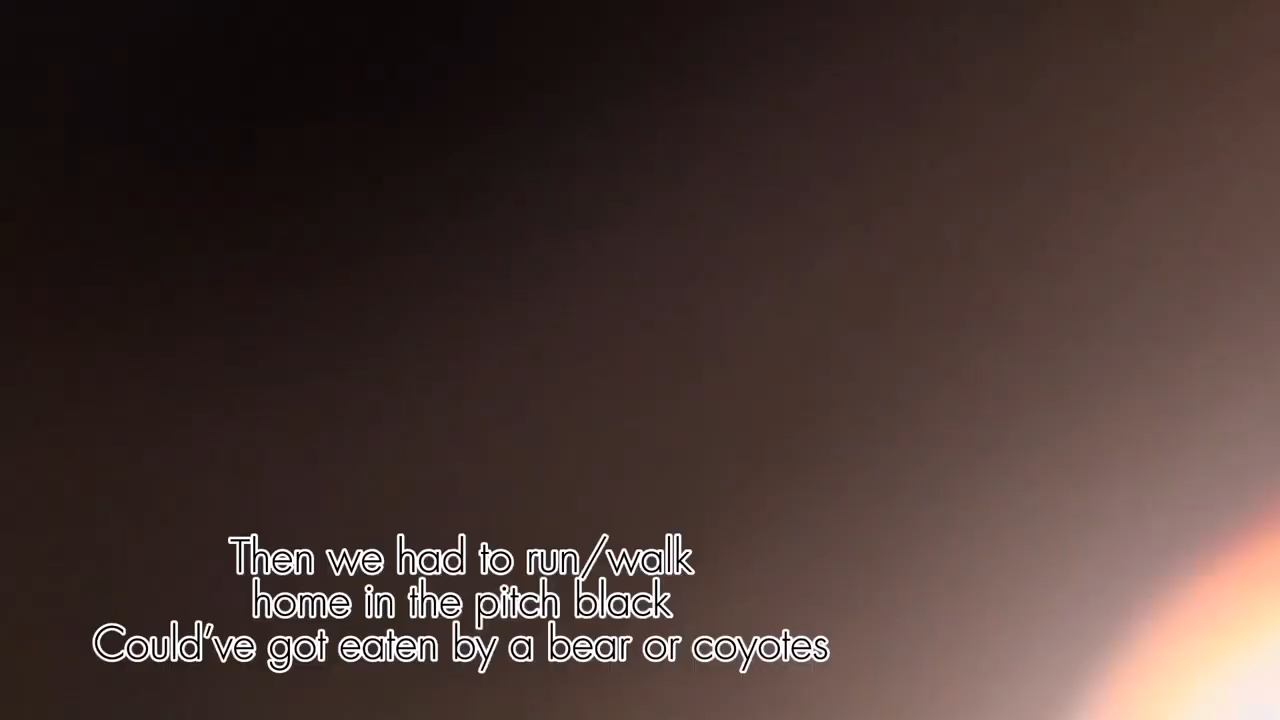 Then we had to run/walk
home in the pitch black
Could've got eaten by a bear or coyotes